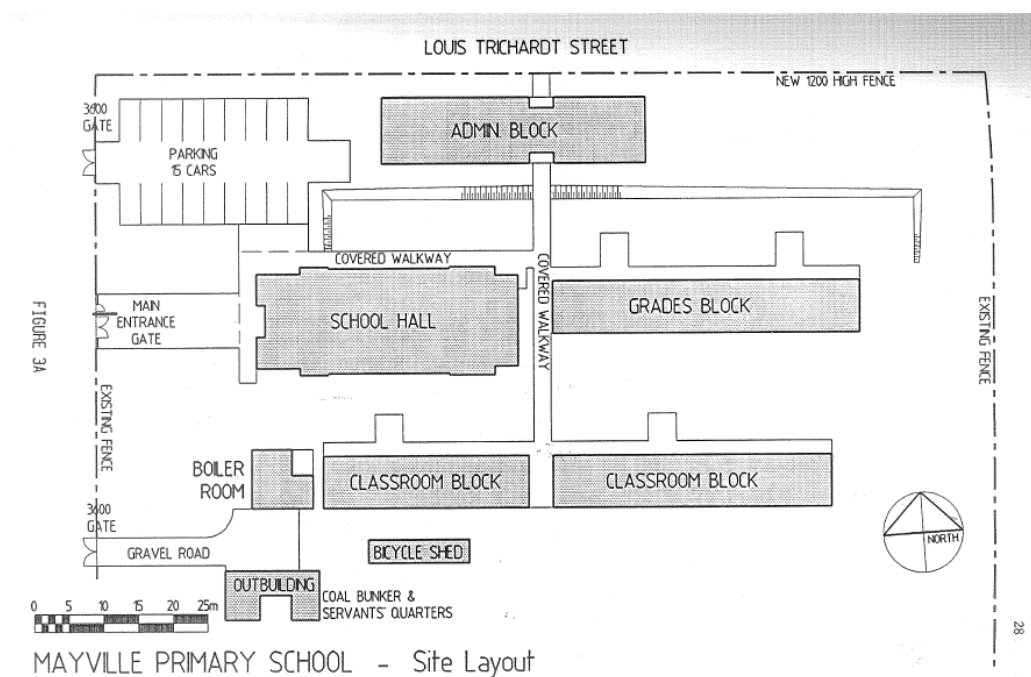 LOUIS TRICHARDT STREET
NEW 1200 HIGH FENCE
3600
GATE
ADMIN. BLOCK
PARKING
15 CARS
COVERED WALKWAY
COVERED WALKWAY
SCHOOL HALL
GRADES BLOCK
MAIN
ENTRANCE
GATE
FIGURE 3A
EXISTING FENCE
EXISTING FENCE
BOILER
ROOM
CLASSROOM BLOCK
CLASSROOM BLOCK
3600
GATE
GRAVEL ROAD
BICYCLE SHED
NORTH
OUTBUILDING
COAL BUNKER &
SERVANTS' QUARTERS
0 5 10 15 20 25m
28
MAYVILLE PRIMARY SCHOOL - Site Layout